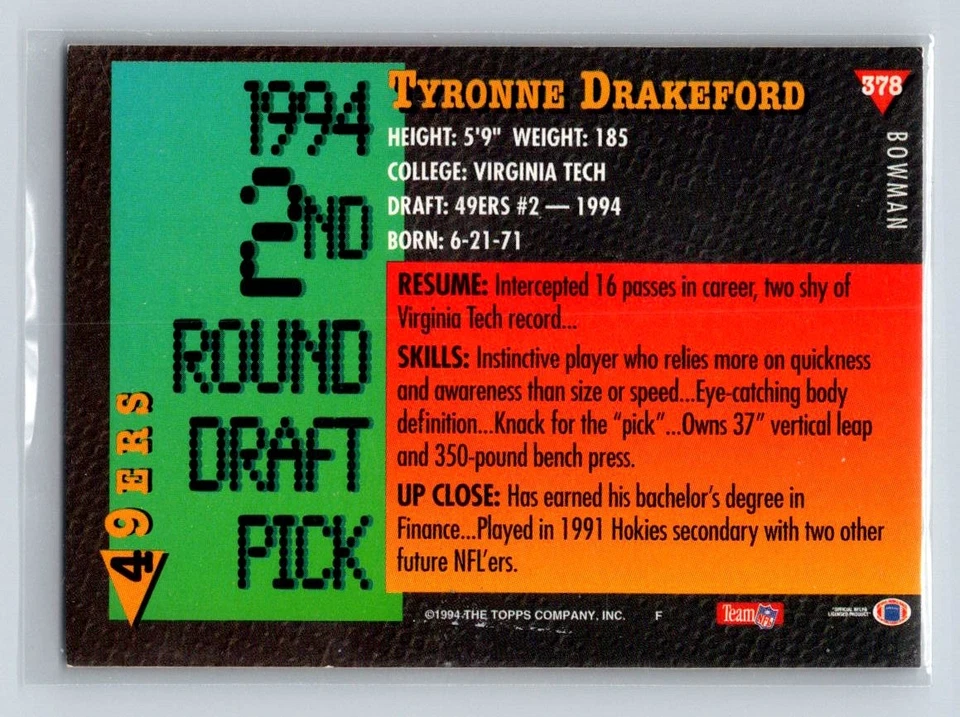 1994
2ND
ROUND
DRAFT
PICK
49ERS
TYRONNE DRAKEFORD
378
BOWMAN
HEIGHT: 5'9" WEIGHT: 185
COLLEGE: VIRGINIA TECH
DRAFT: 49ERS #2 — 1994
BORN: 6-21-71
RESUME: Intercepted 16 passes in career, two shy of
Virginia Tech record...
SKILLS: Instinctive player who relies more on quickness
and awareness than size or speed...Eye-catching body
definition...Knack for the “pick”...Owns 37” vertical leap
and 350-pound bench press.
UP CLOSE: Has earned his bachelor's degree in
Finance...Played in 1991 Hokies secondary with two other
future NFL'ers.
©1994 THE TOPPS COMPANY, INC. F
Team NFL
OFFICIAL NFLPA
LICENSED PRODUCT